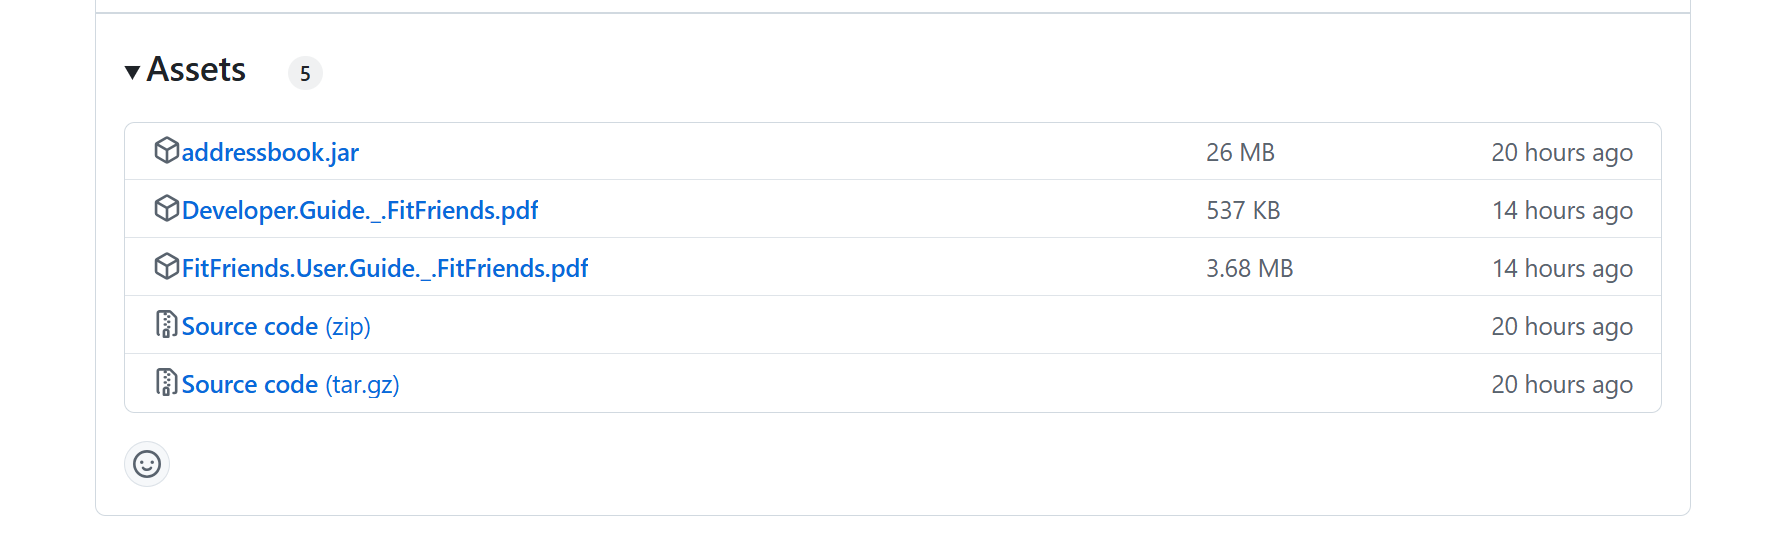 Assets 5
addressbook.jar 26 MB 20 hours ago
Developer.Guide._.FitFriends.pdf 537 KB 14 hours ago
FitFriends.User.Guide._.FitFriends.pdf 3.68 MB 14 hours ago
Source code (zip) 20 hours ago
Source code (tar.gz) 20 hours ago